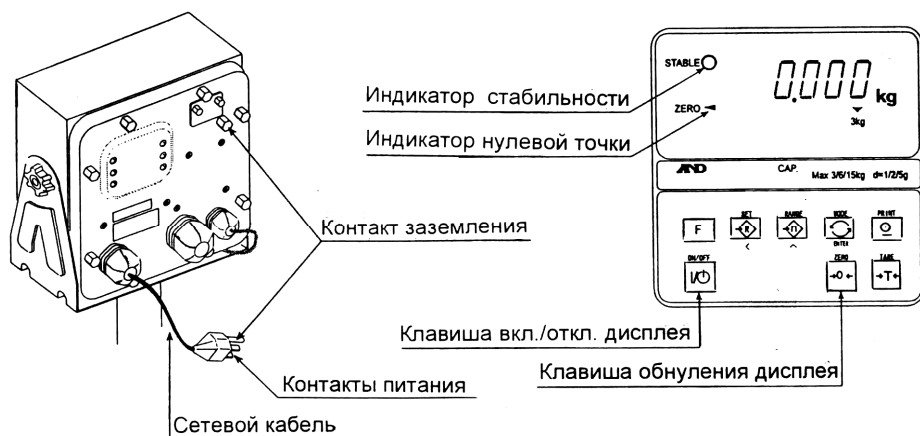 STABLE
0.000 kg
3kg
ZERO
AND CAP. Max 3/6/15kg d=1/2/5g
Индикатор стабильности
Индикатор нулевой точки
Контакт заземления
F
SET
RANGE
MODE
PRINT
ENTER
ON/OFF
I/
ZERO
→0←
TARE
→T←
Клавиша вкл./откл. дисплея
Клавиша обнуления дисплея
Контакты питания
Сетевой кабель